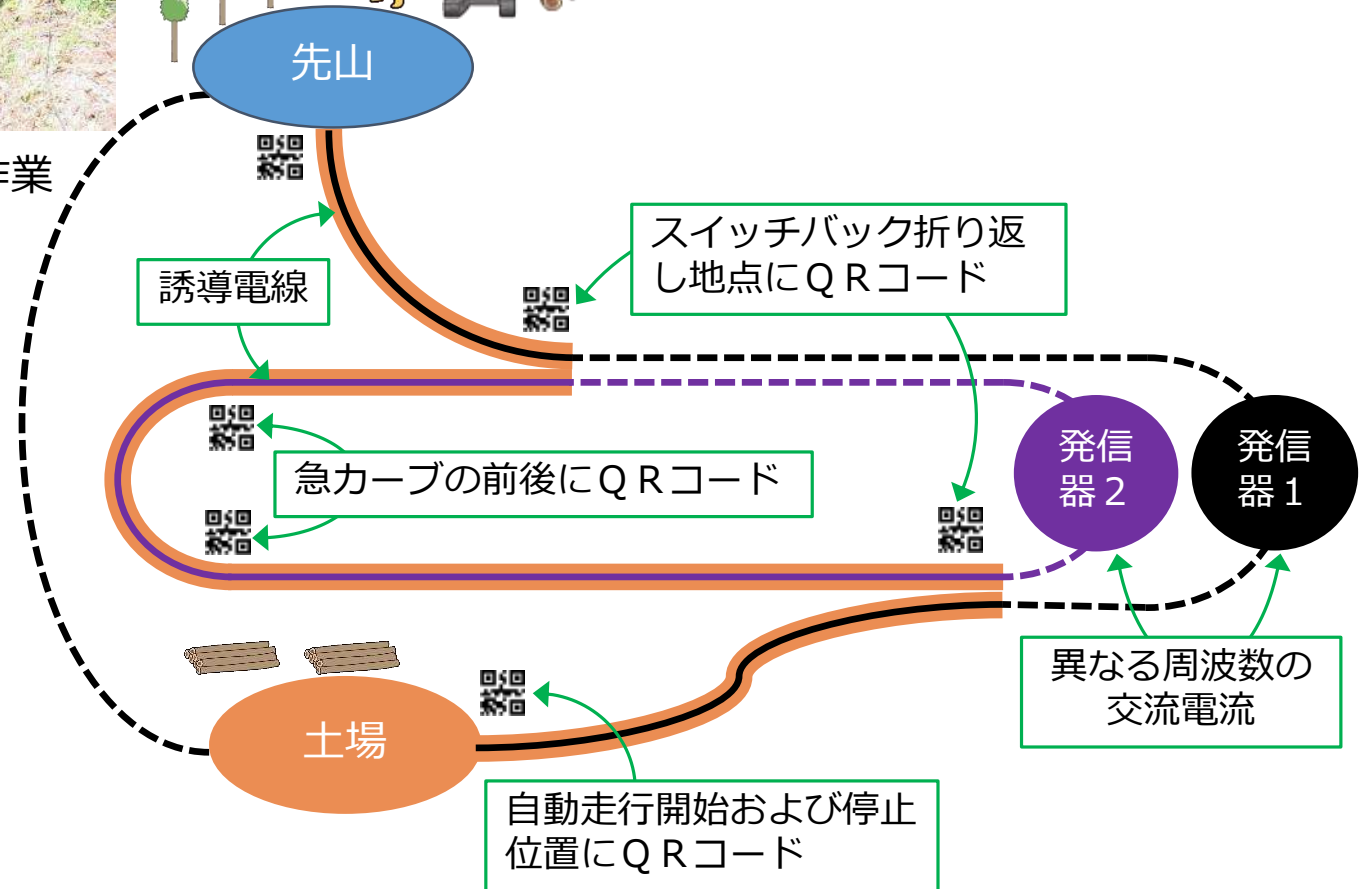 先山
作業
スイッチバック折り返
し地点にＱＲコード
誘導電線
発信
器２
発信
器１
急カーブの前後にＱＲコード
異なる周波数の
交流電流
土場
自動走行開始および停止
位置にＱＲコード